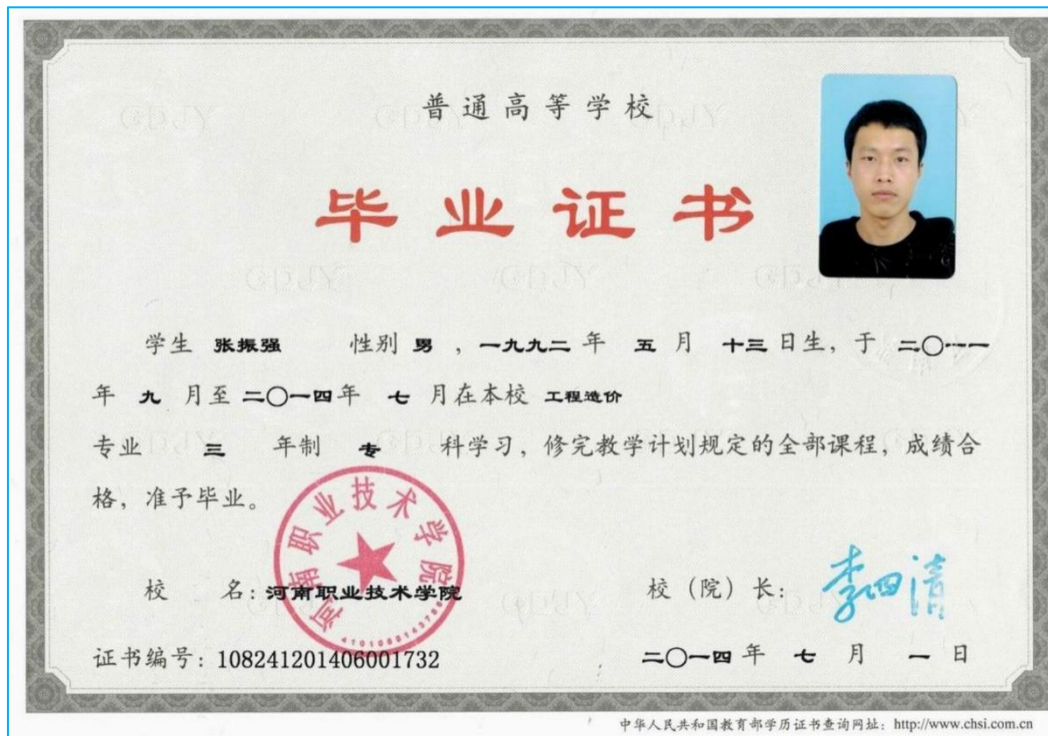 普通高等学校
毕业证书
学生 张振强 性别 男 ，一九九二 年 五 月 十三 日生，于 二〇一一
年 九 月至 二〇一四年 七 月在本校 工程造价
专业 三 年制 专 科学习，修完教学计划规定的全部课程，成绩合
格，准予毕业。
河南职业技术学院
校 名：河南职业技术学院 校（院）长：李四清
证书编号：108241201406001732 二〇一四 年 七 月 一 日
中华人民共和国教育部学历证书查询网址：http://www.chsi.com.cn